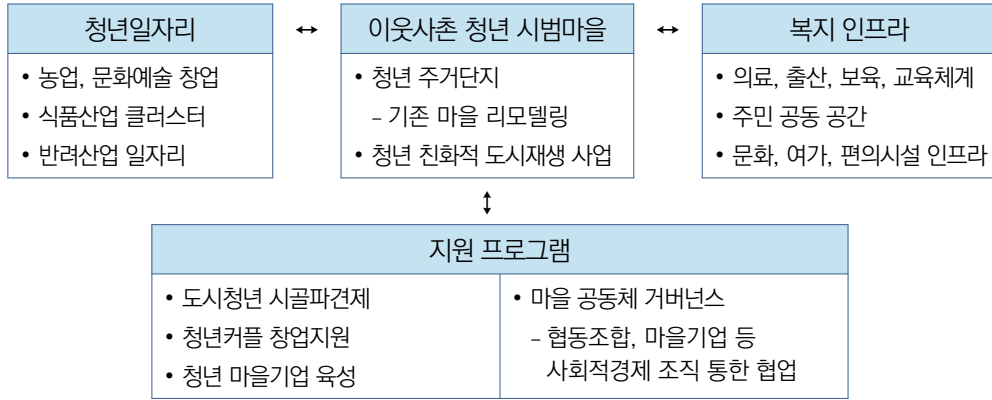 청년일자리
• 농업, 문화예술 창업
• 식품산업 클러스터
• 반려산업 일자리
↔
이웃사촌 청년 시범마을
• 청년 주거단지
– 기존 마을 리모델링
• 청년 친화적 도시재생 사업
↔
복지 인프라
• 의료, 출산, 보육, 교육체계
• 주민 공동 공간
• 문화, 여가, 편의시설 인프라
↕
지원 프로그램
• 도시청년 시골파견제
• 청년커플 창업지원
• 청년 마을기업 육성
• 마을 공동체 거버넌스
– 협동조합, 마을기업 등
사회적경제 조직 통한 협업